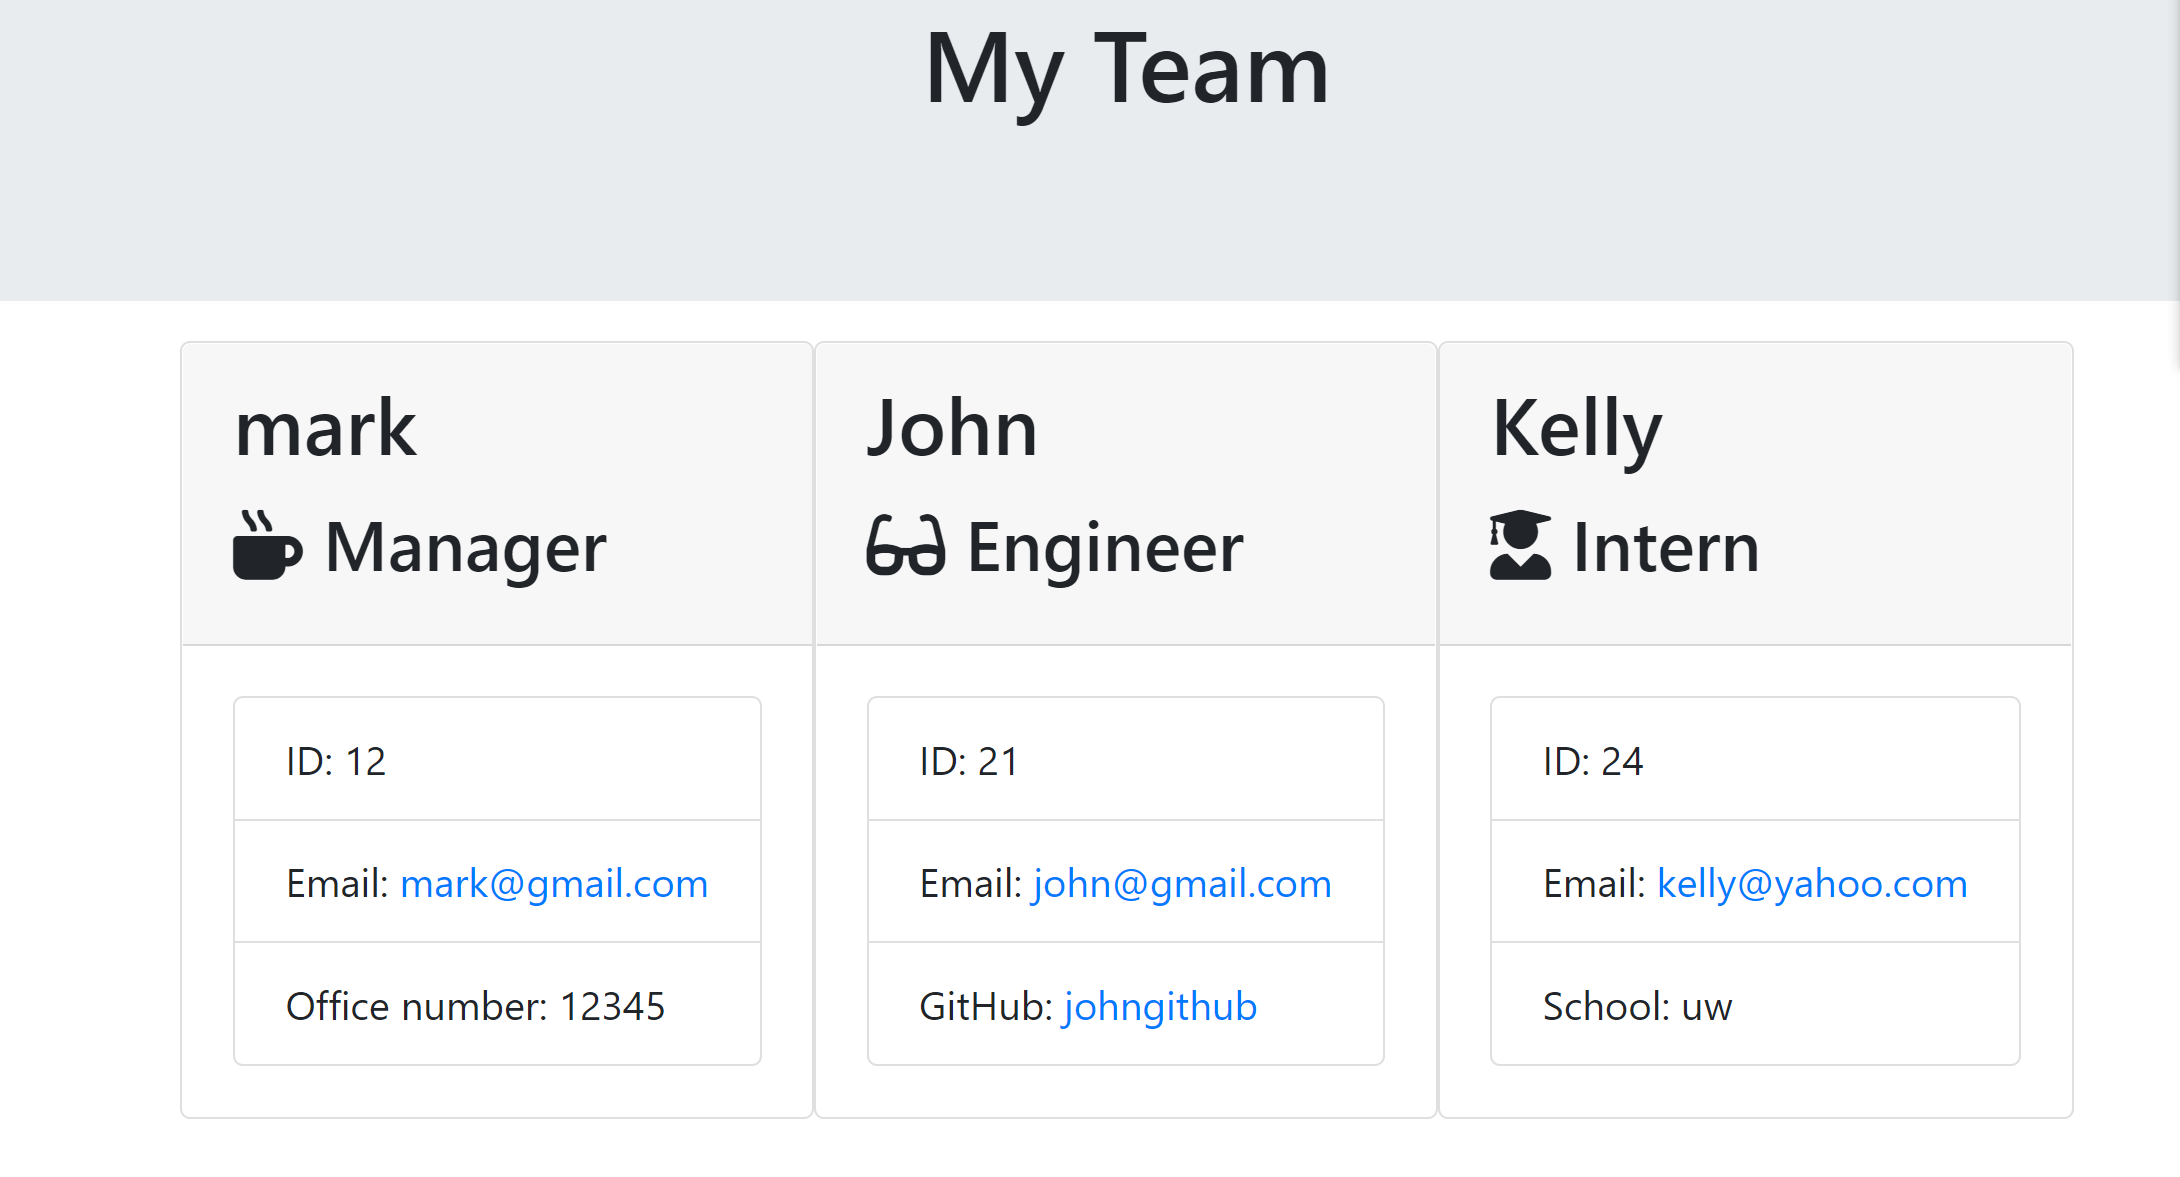 My Team
mark
Manager
ID: 12
Email: mark@gmail.com
Office number: 12345
John
Engineer
ID: 21
Email: john@gmail.com
GitHub: johngithub
Kelly
Intern
ID: 24
Email: kelly@yahoo.com
School: uw